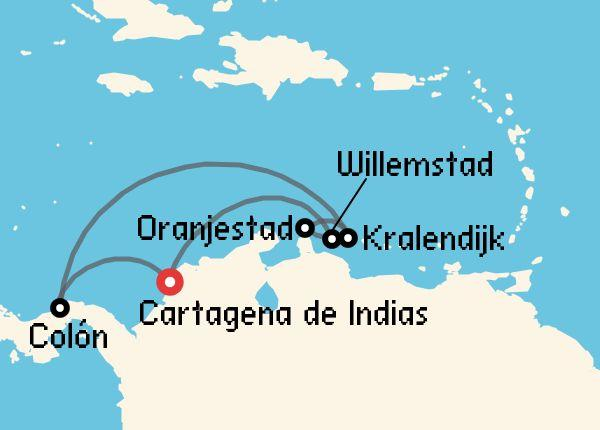 Willemstad
Oranjestad
Kralendijk
Cartagena de Indias
Colón